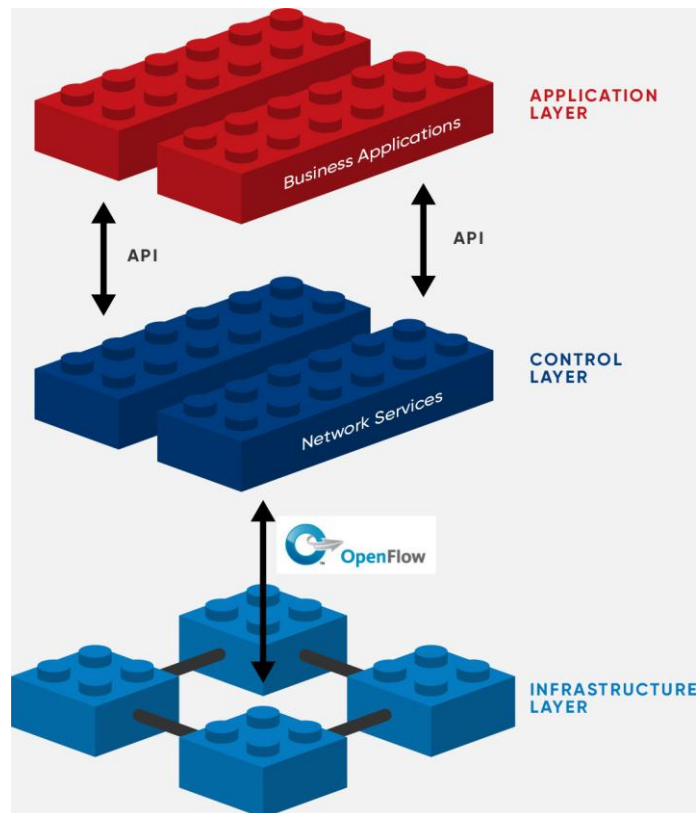 APPLICATION
LAYER
Business Applications
API
API
CONTROL
LAYER
Network Services
OpenFlow
INFRASTRUCTURE
LAYER